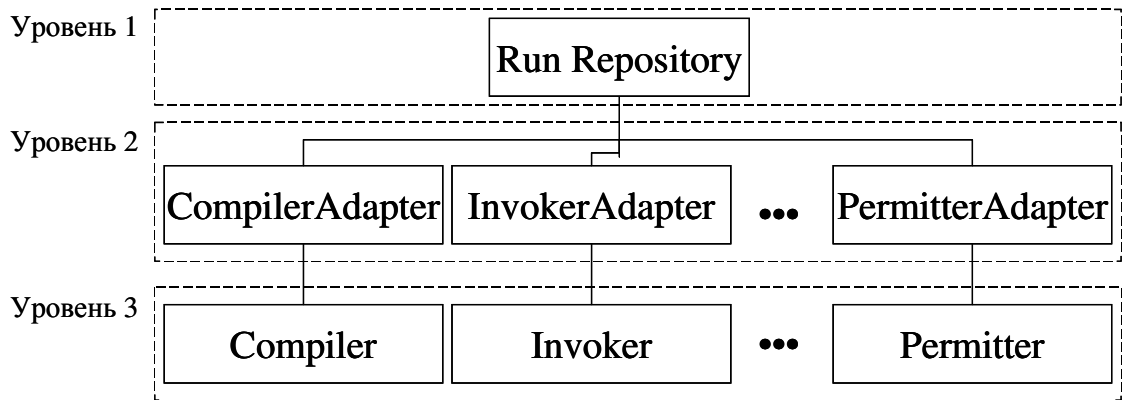 Уровень 1
Run Repository
Уровень 2
CompilerAdapter InvokerAdapter ••• PermitterAdapter
Уровень 3
Compiler Invoker ••• Permitter